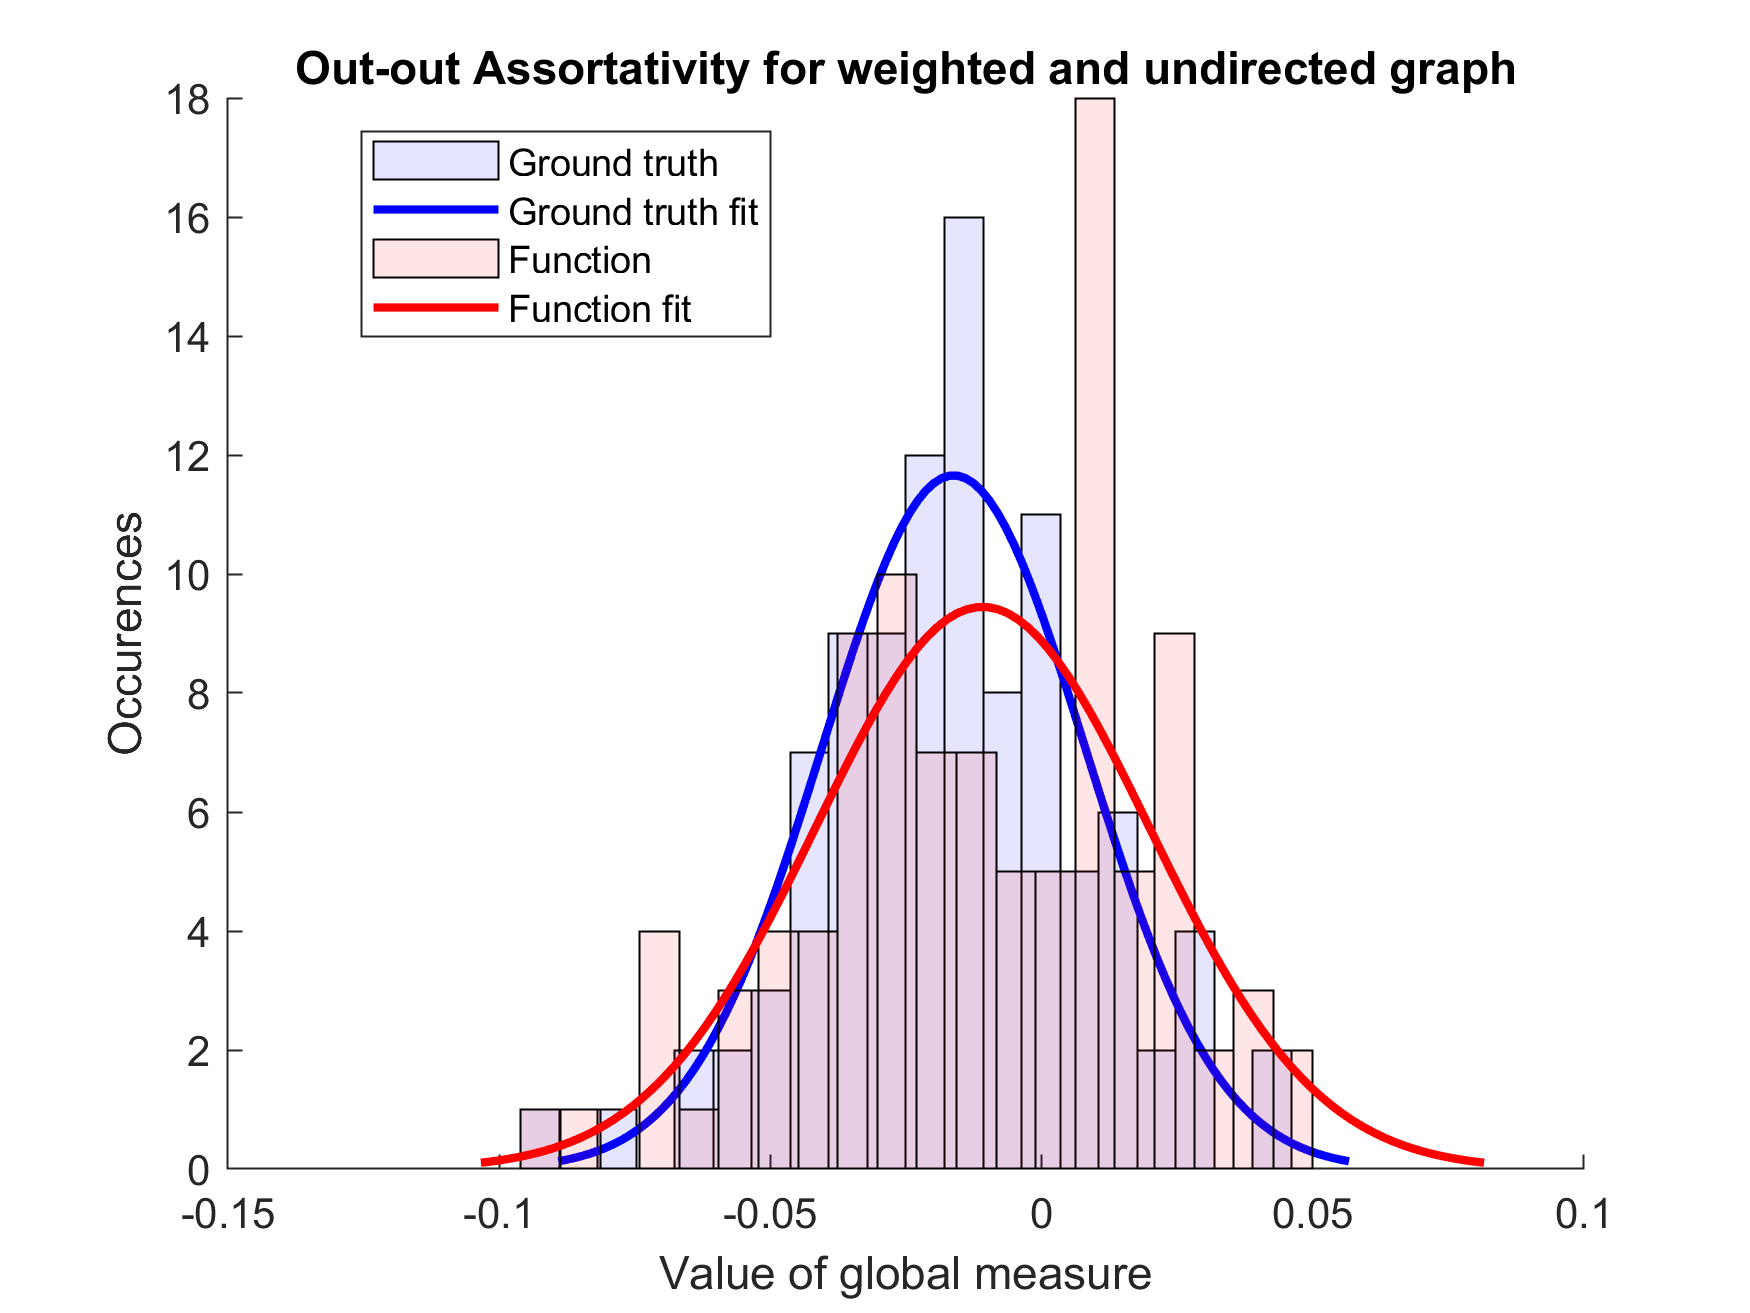 Out-out Assortativity for weighted and undirected graph
18
16
14
12
10
8
6
4
2
0
Occurences
Ground truth
Ground truth fit
Function
Function fit
-0.15
-0.1
-0.05
0
0.05
0.1
Value of global measure